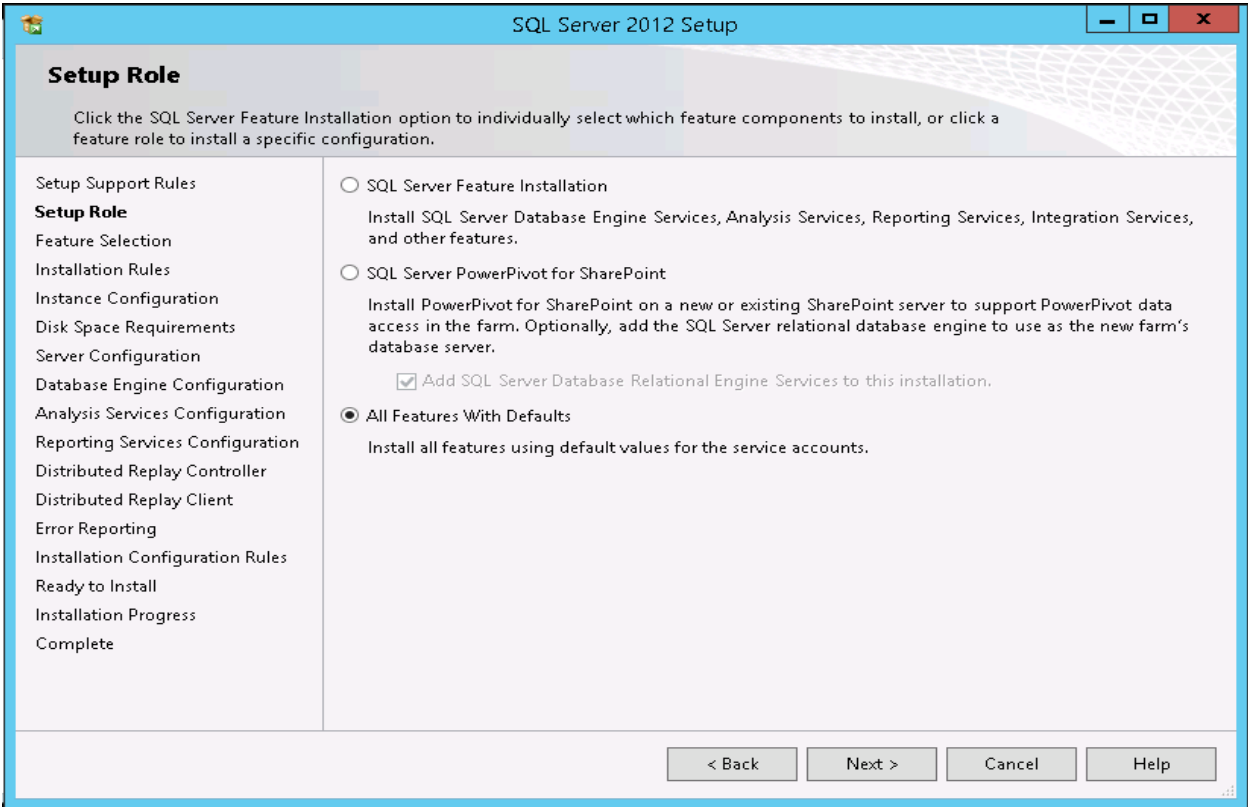 SQL Server 2012 Setup
Setup Role
Click the SQL Server Feature Installation option to individually select which feature components to install, or click a
feature role to install a specific configuration.
Setup Support Rules
Setup Role
Feature Selection
Installation Rules
Instance Configuration
Disk Space Requirements
Server Configuration
Database Engine Configuration
Analysis Services Configuration
Reporting Services Configuration
Distributed Replay Controller
Distributed Replay Client
Error Reporting
Installation Configuration Rules
Ready to Install
Installation Progress
Complete
SQL Server Feature Installation
Install SQL Server Database Engine Services, Analysis Services, Reporting Services, Integration Services,
and other features.
SQL Server PowerPivot for SharePoint
Install PowerPivot for SharePoint on a new or existing SharePoint server to support PowerPivot data
access in the farm. Optionally, add the SQL Server relational database engine to use as the new farm's
database server.
Add SQL Server Database Relational Engine Services to this installation.
All Features With Defaults
Install all features using default values for the service accounts.
< Back
Next >
Cancel
Help